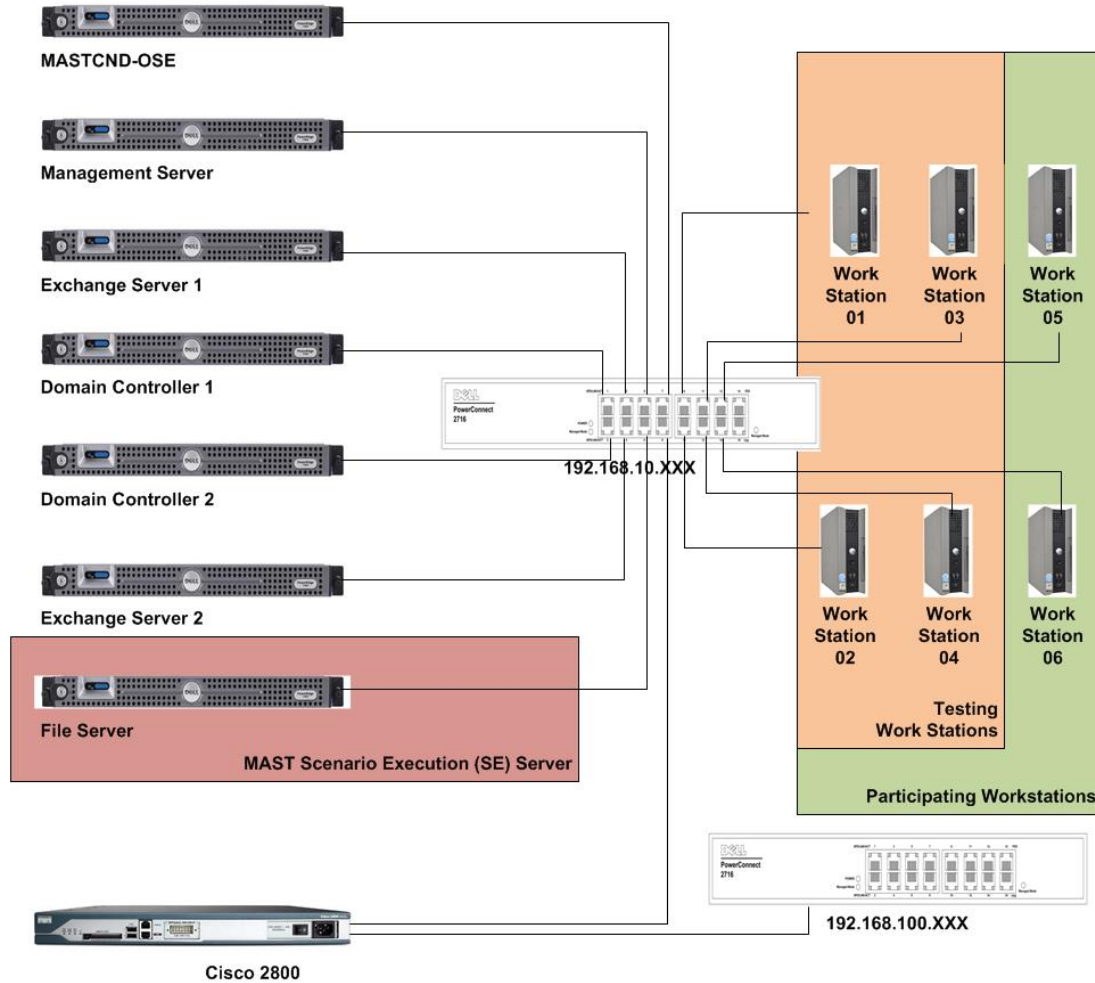 MASTCND-OSE
Management Server
Exchange Server 1
Domain Controller 1
Domain Controller 2
Exchange Server 2
File Server
MAST Scenario Execution (SE) Server
Work
Station
01
Work
Station
03
Work
Station
05
DELL
PowerConnect
2716
192.168.10.XXX
Work
Station
02
Work
Station
04
Work
Station
06
Testing
Work Stations
Participating Workstations
DELL
PowerConnect
2716
192.168.100.XXX
Cisco 2800